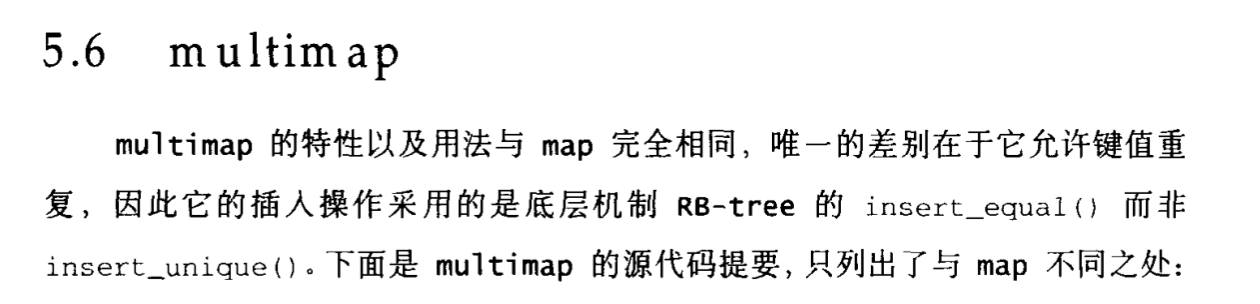 5.6 multimap
multimap 的特性以及用法与 map 完全相同，唯一的差别在于它允许键值重
复，因此它的插入操作采用的是底层机制 RB-tree 的 insert_equal() 而非
insert_unique()。下面是 multimap 的源代码提要，只列出了与 map 不同之处：